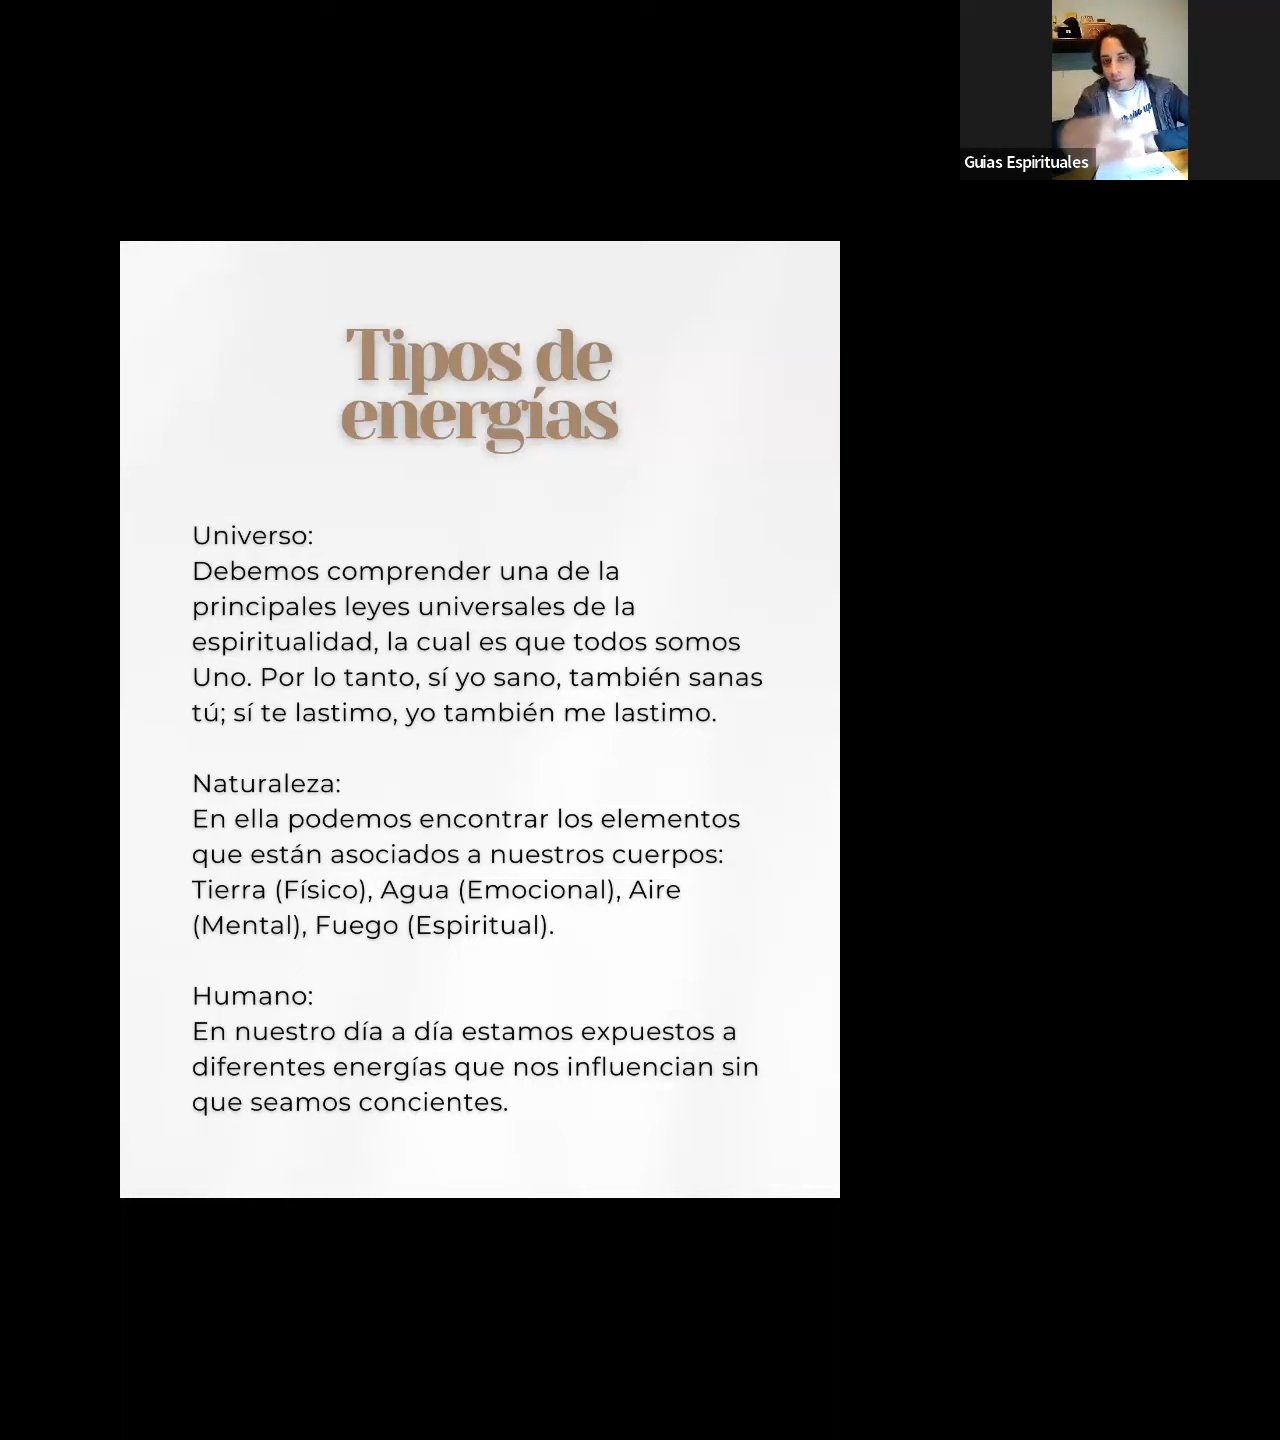 Guias Espirituales
Tipos de
energías
Universo:
Debemos comprender una de la
principales leyes universales de la
espiritualidad, la cual es que todos somos
Uno. Por lo tanto, sí yo sano, también sanas
tú; sí te lastimo, yo también me lastimo.
Naturaleza:
En ella podemos encontrar los elementos
que están asociados a nuestros cuerpos:
Tierra (Físico), Agua (Emocional), Aire
(Mental), Fuego (Espiritual).
Humano:
En nuestro día a día estamos expuestos a
diferentes energías que nos influencian sin
que seamos concientes.